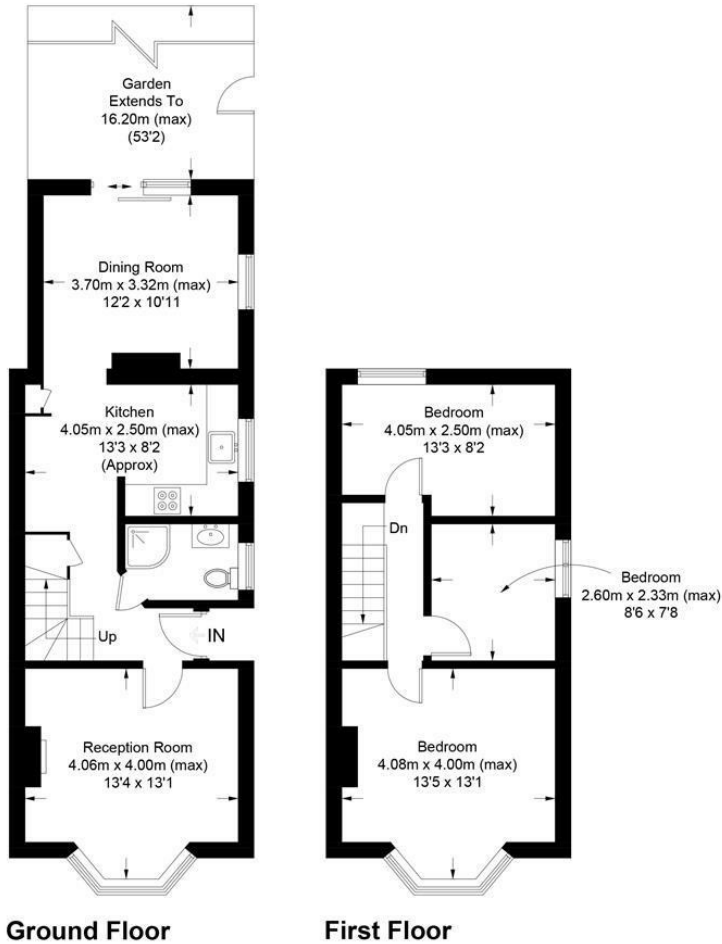 Garden
Extends To
16.20m (max)
(53'2)
Dining Room
3.70m x 3.32m (max)
12'2 x 10'11
Kitchen
4.05m x 2.50m (max)
13'3 x 8'2
(Approx)
Up
IN
Reception Room
4.06m x 4.00m (max)
13'4 x 13'1
Ground Floor
Bedroom
4.05m x 2.50m (max)
13'3 x 8'2
Dn
Bedroom
2.60m x 2.33m (max)
8'6 x 7'8
Bedroom
4.08m x 4.00m (max)
13'5 x 13'1
First Floor